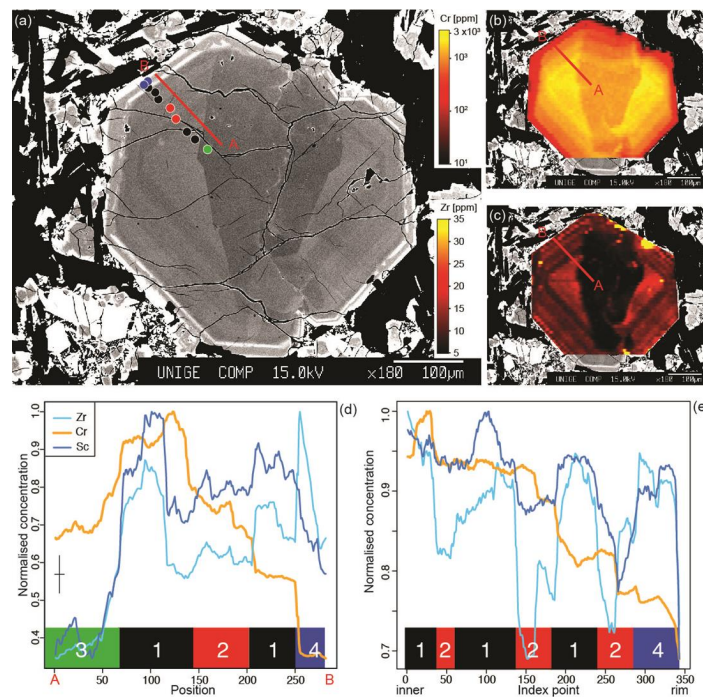 (a)
B
A
Cr [ppm]
3 x10³
10³
10²
10¹
Zr [ppm]
35
30
25
20
15
10
5
UNIGE COMP 15.0kV ×180 100µm
(b)
B
A
UNIGE COMP 15.0kV ×180 100µm
(c)
B
A
UNIGE COMP 15.0kV ×180 100µm
(d)
Zr
Cr
Sc
Normalised concentration
1.0
0.9
0.8
0.7
0.6
0.5
0.4
3 1 2 1 4
0 50 100 150 200 250
A Position B
(e
Normalised concentration
1.0
0.9
0.8
0.7
1 2 1 2 1 2 4
0 50 100 150 200 250 300 350
inner Index point rim